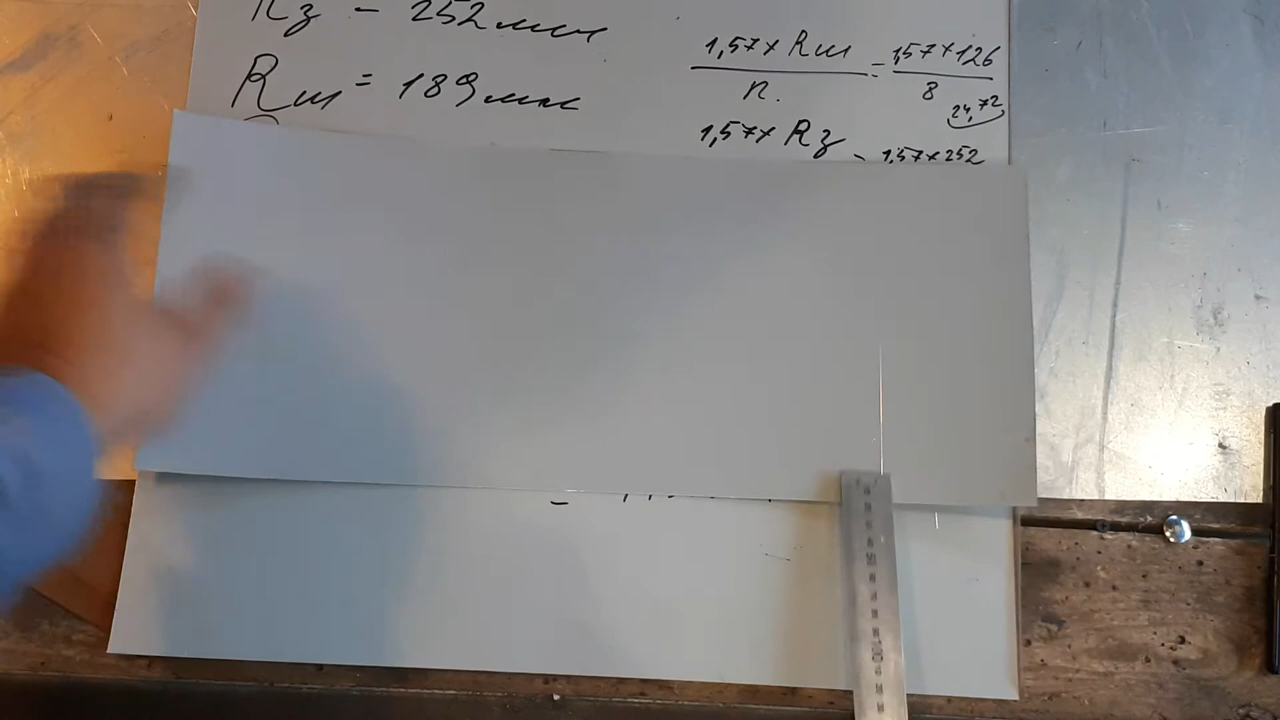 Rз - 252мм
Rш = 189мм
1,57 x Rш / n. = 1,57 x 126 / 8
24,72
1,57 x Rз - 1,57 x 252